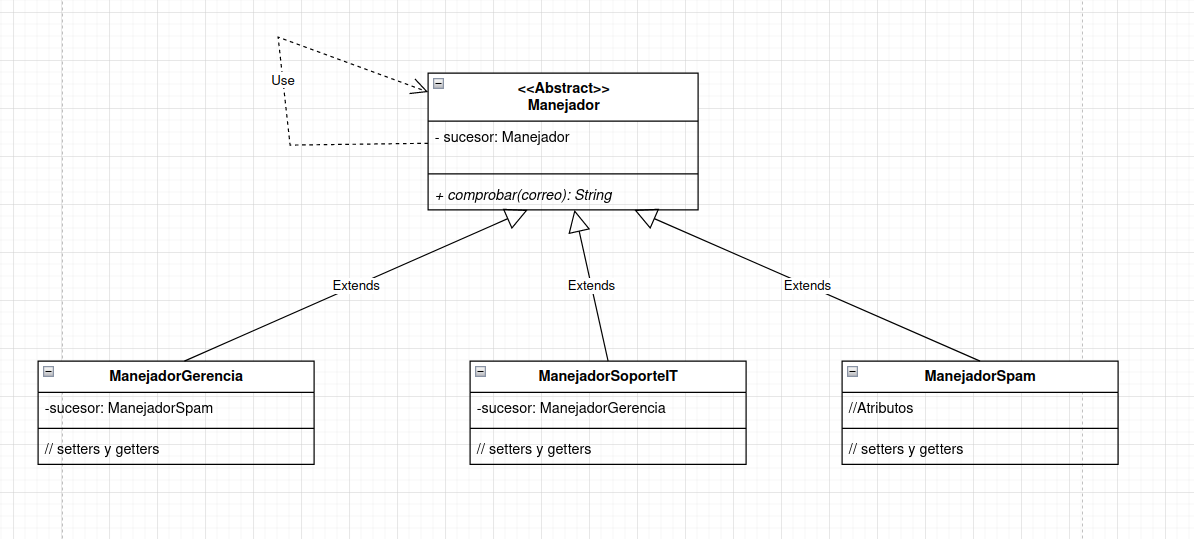 Use
<<Abstract>>
Manejador
- sucesor: Manejador
+ comprobar(correo): String
Extends
Extends
Extends
ManejadorGerencia
-sucesor: ManejadorSpam
// setters y getters
ManejadorSoporteIT
-sucesor: ManejadorGerencia
// setters y getters
ManejadorSpam
//Atributos
// setters y getters